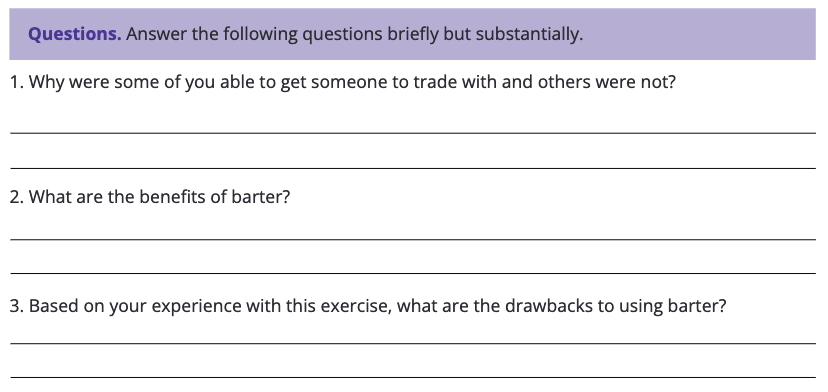 Questions. Answer the following questions briefly but substantially.
1. Why were some of you able to get someone to trade with and others were not?
2. What are the benefits of barter?
3. Based on your experience with this exercise, what are the drawbacks to using barter?